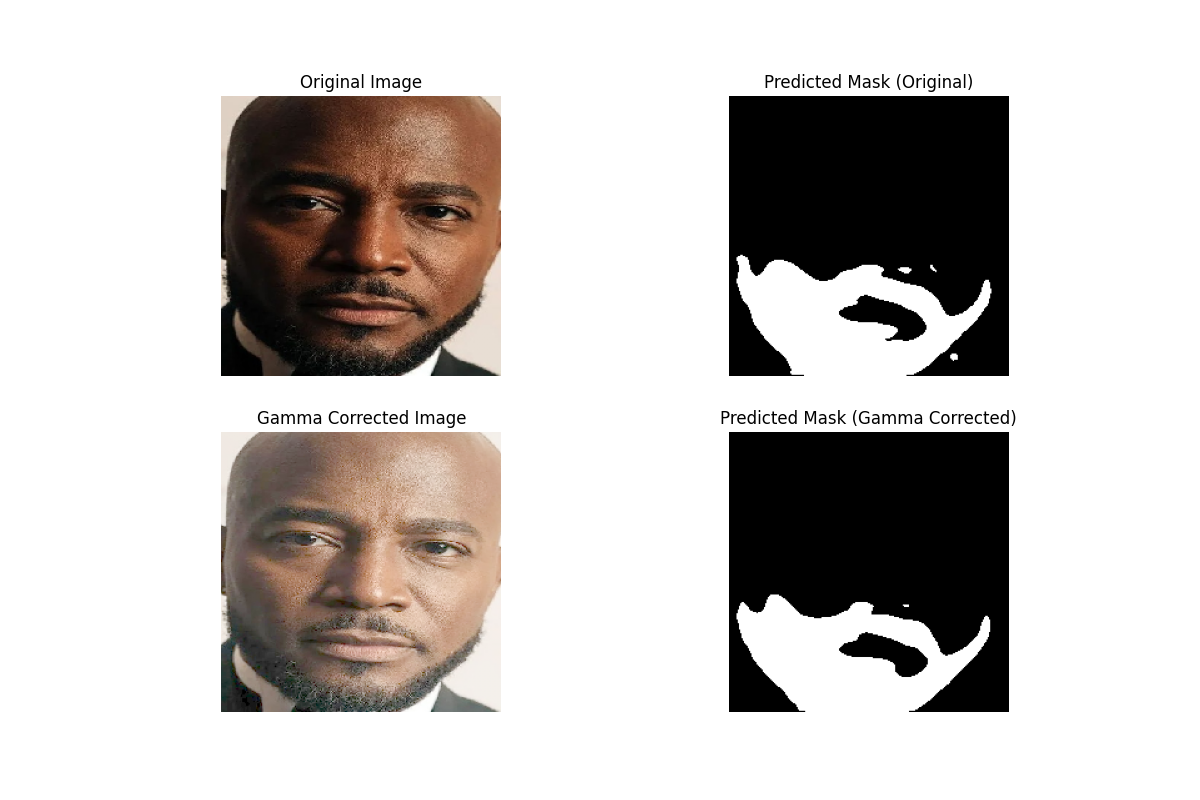 Original Image
Predicted Mask (Original)
Gamma Corrected Image
Predicted Mask (Gamma Corrected)